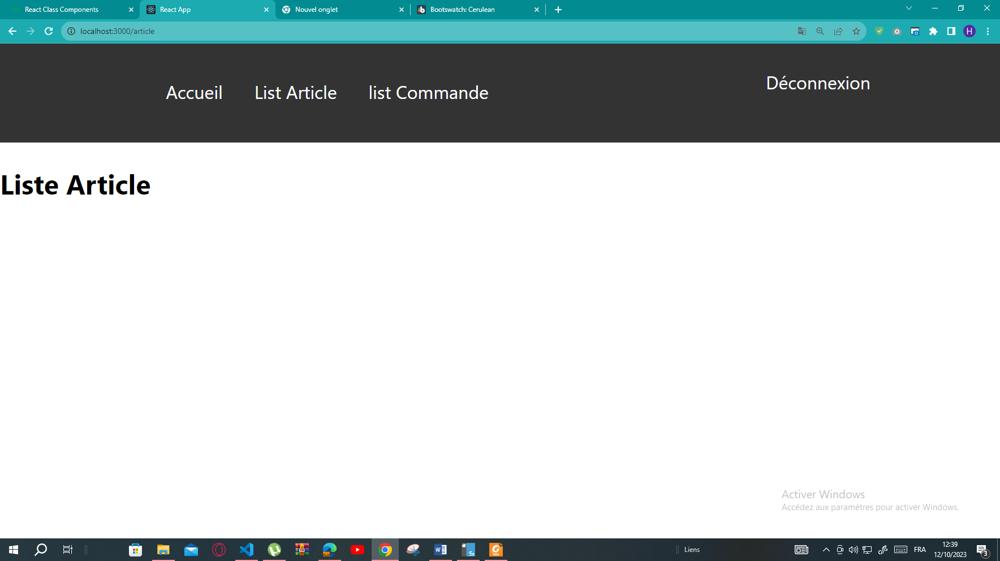 React Class Components
React App
Nouvel onglet
Bootswatch: Cerulean
localhost:3000/article
H
Accueil
List Article
list Commande
Déconnexion
Liste Article
Activer Windows
Accédez aux paramètres pour activer Windows.
Liens
FRA
12:39
12/10/2023
3